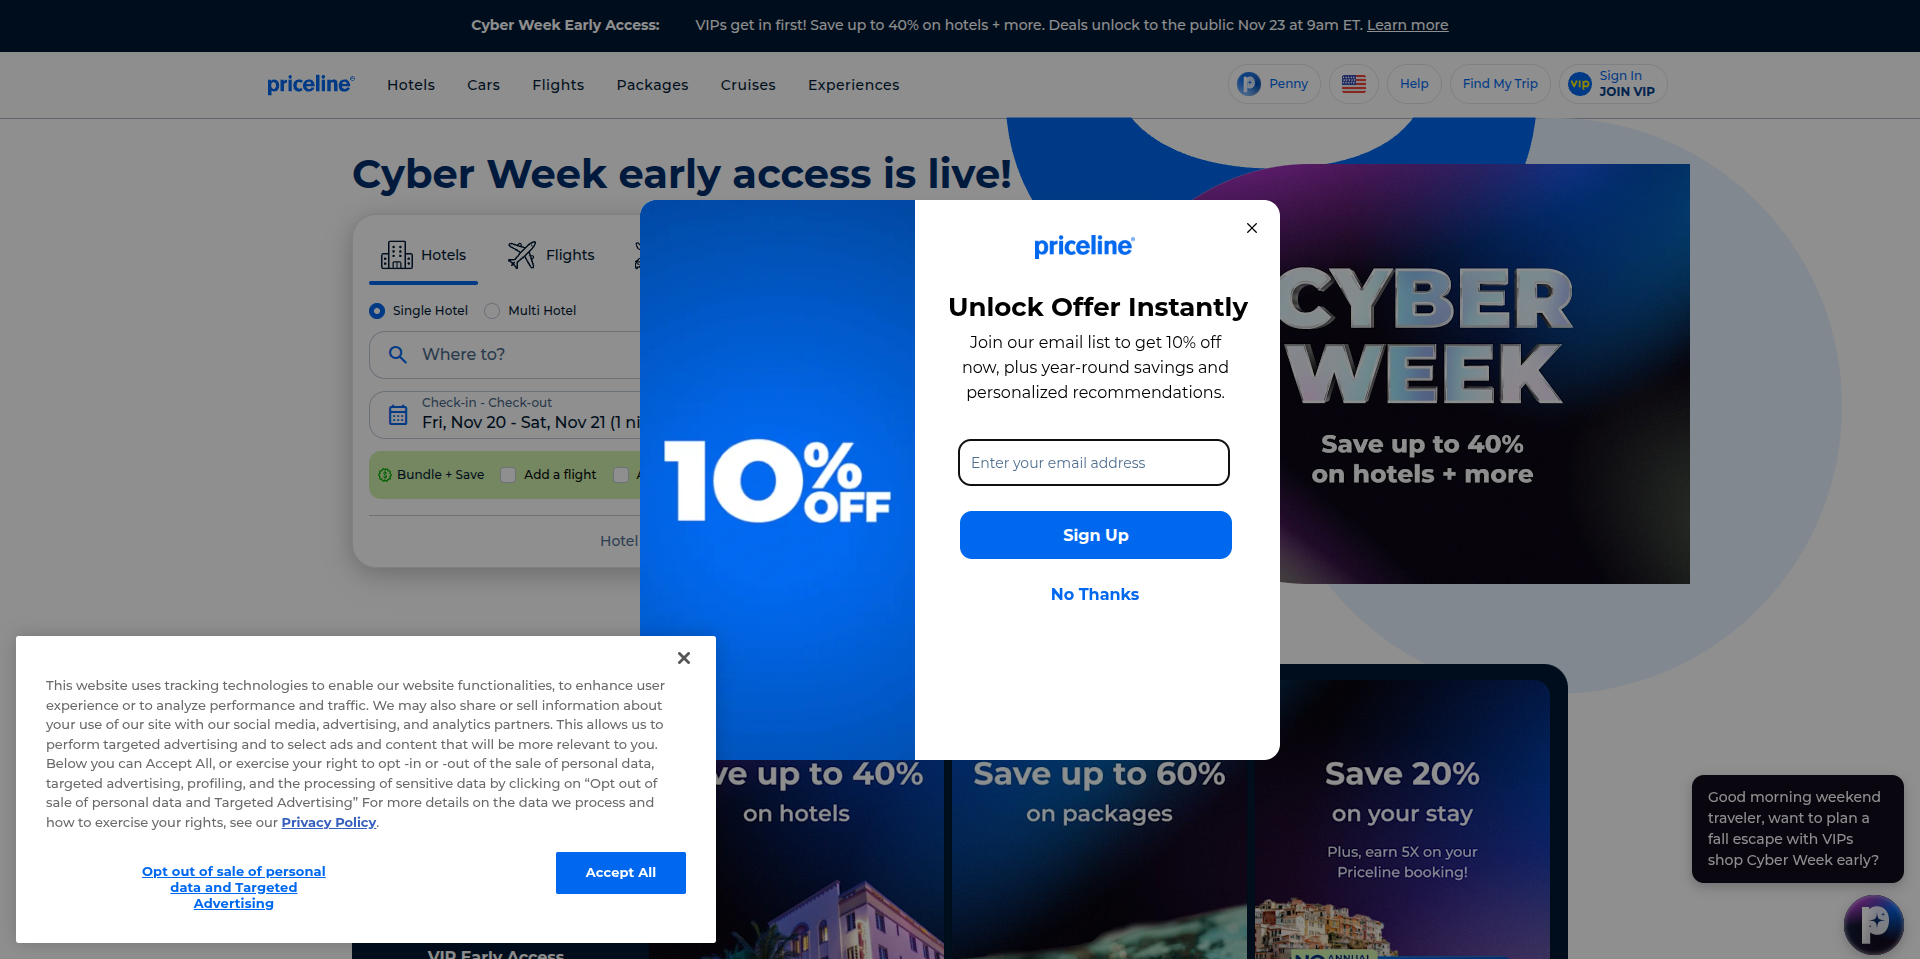 Cyber Week Early Access: VIPs get in first! Save up to 40% on hotels + more. Deals unlock to the public Nov 23 at 9am ET. Learn more
priceline Hotels Cars Flights Packages Cruises Experiences Penny Help Find My Trip VIP Sign In
JOIN VIP
Cyber Week early access is live!
Hotels Flights
Single Hotel Multi Hotel
Where to?
Check-in - Check-out
Fri, Nov 20 - Sat, Nov 21 (1 ni
Bundle + Save Add a flight
Hotel
10% OFF
priceline
Unlock Offer Instantly
Join our email list to get 10% off
now, plus year-round savings and
personalized recommendations.
Enter your email address
Sign Up
No Thanks
CYBER
WEEK
Save up to 40%
on hotels + more
This website uses tracking technologies to enable our website functionalities, to enhance user
experience or to analyze performance and traffic. We may also share or sell information about
your use of our site with our social media, advertising, and analytics partners. This allows us to
perform targeted advertising and to select ads and content that will be more relevant to you.
Below you can Accept All, or exercise your right to opt -in or -out of the sale of personal data,
targeted advertising, profiling, and the processing of sensitive data by clicking on “Opt out of
sale of personal data and Targeted Advertising” For more details on the data we process and
how to exercise your rights, see our Privacy Policy.
Opt out of sale of personal
data and Targeted
Advertising
Accept All
VIP Early Access
ve up to 40%
on hotels
Save up to 60%
on packages
Save 20%
on your stay
Plus, earn 5X on your
Priceline booking!
NO ANNUAL
Good morning weekend
traveler, want to plan a
fall escape with VIPs
shop Cyber Week early?